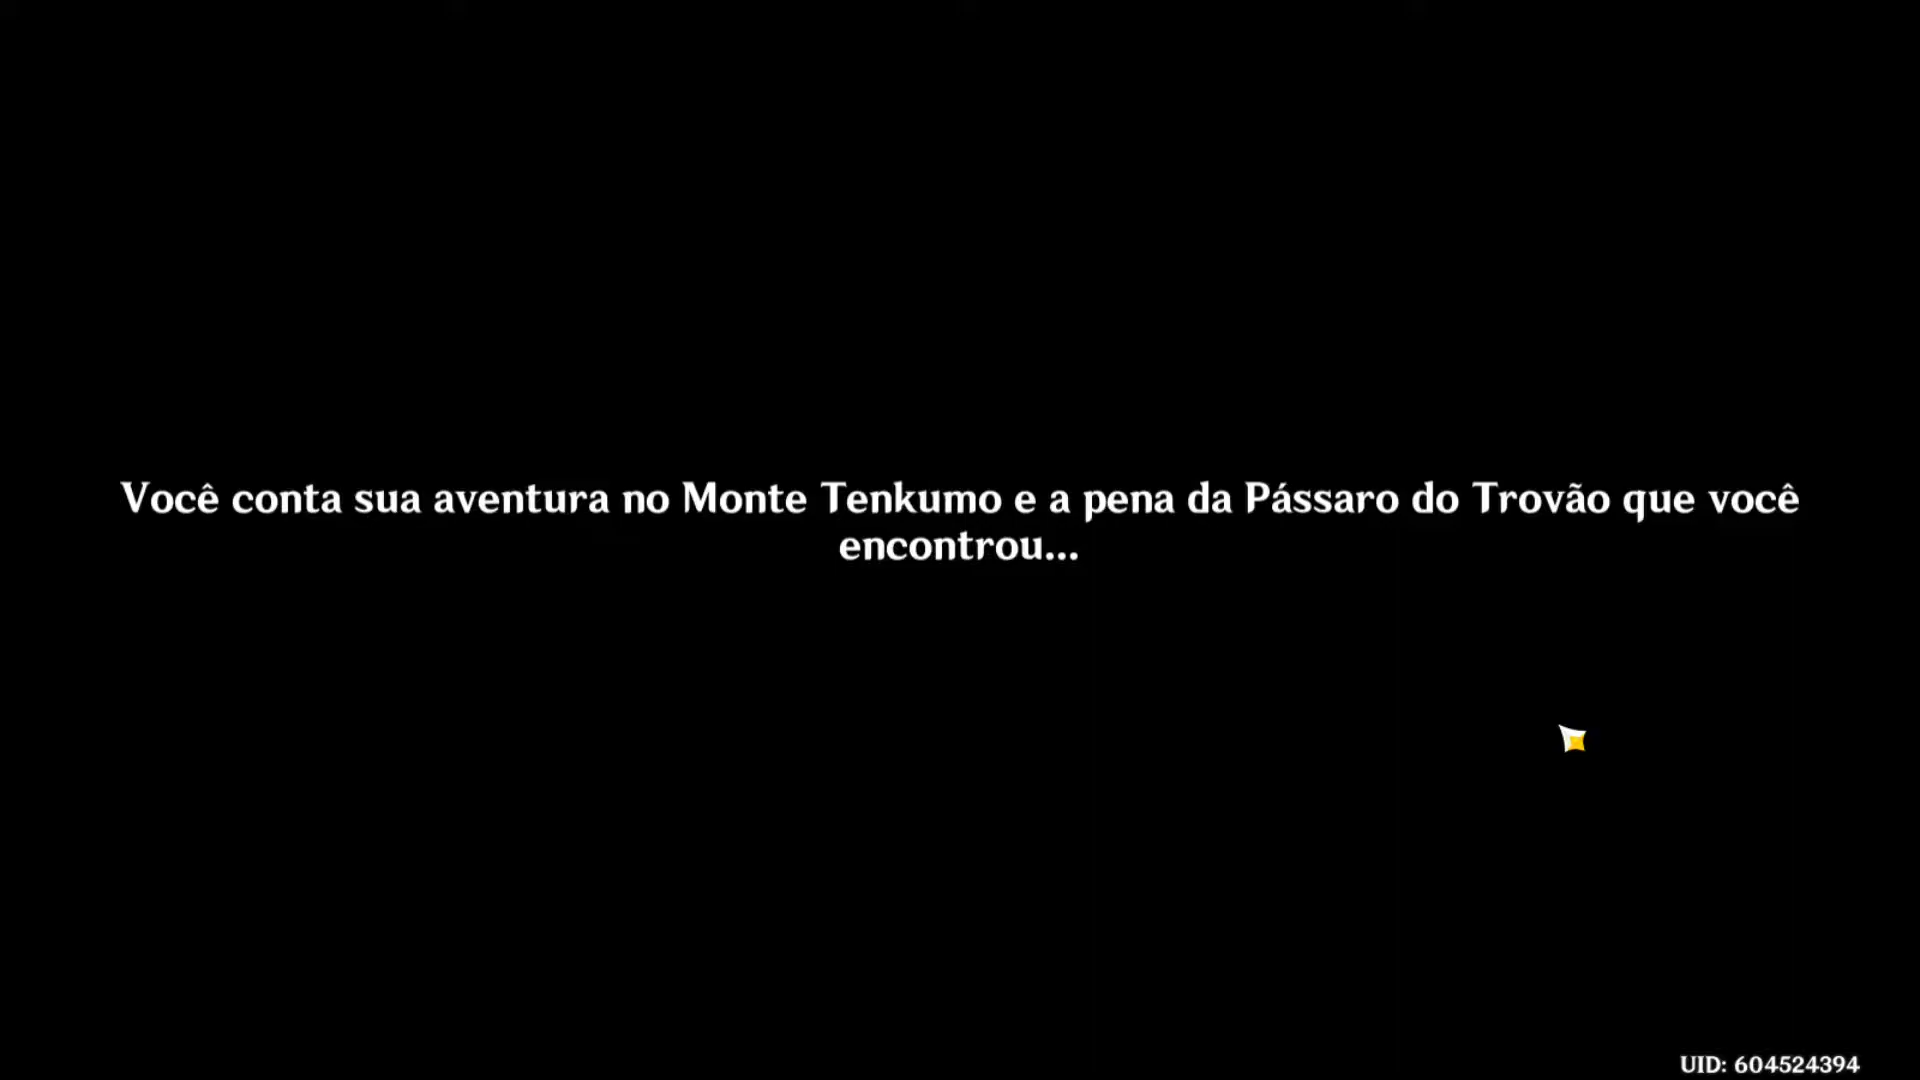 Você conta sua aventura no Monte Tenkumo e a pena da Pássaro do Trovão que você
encontrou...
UID: 604524394